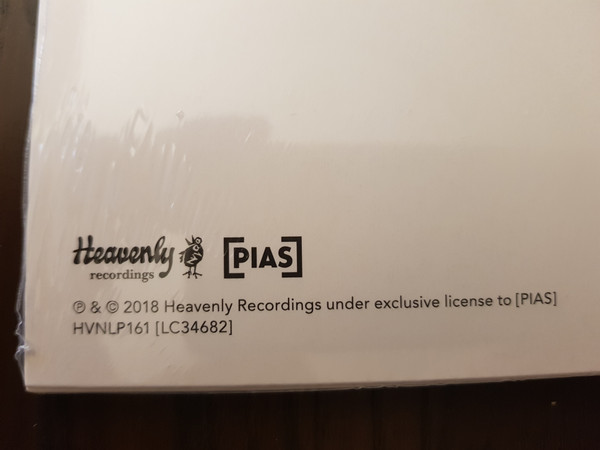 Heavenly
recordings
[PIAS]
℗ & © 2018 Heavenly Recordings under exclusive license to [PIAS]
HVNLP161 [LC34682]